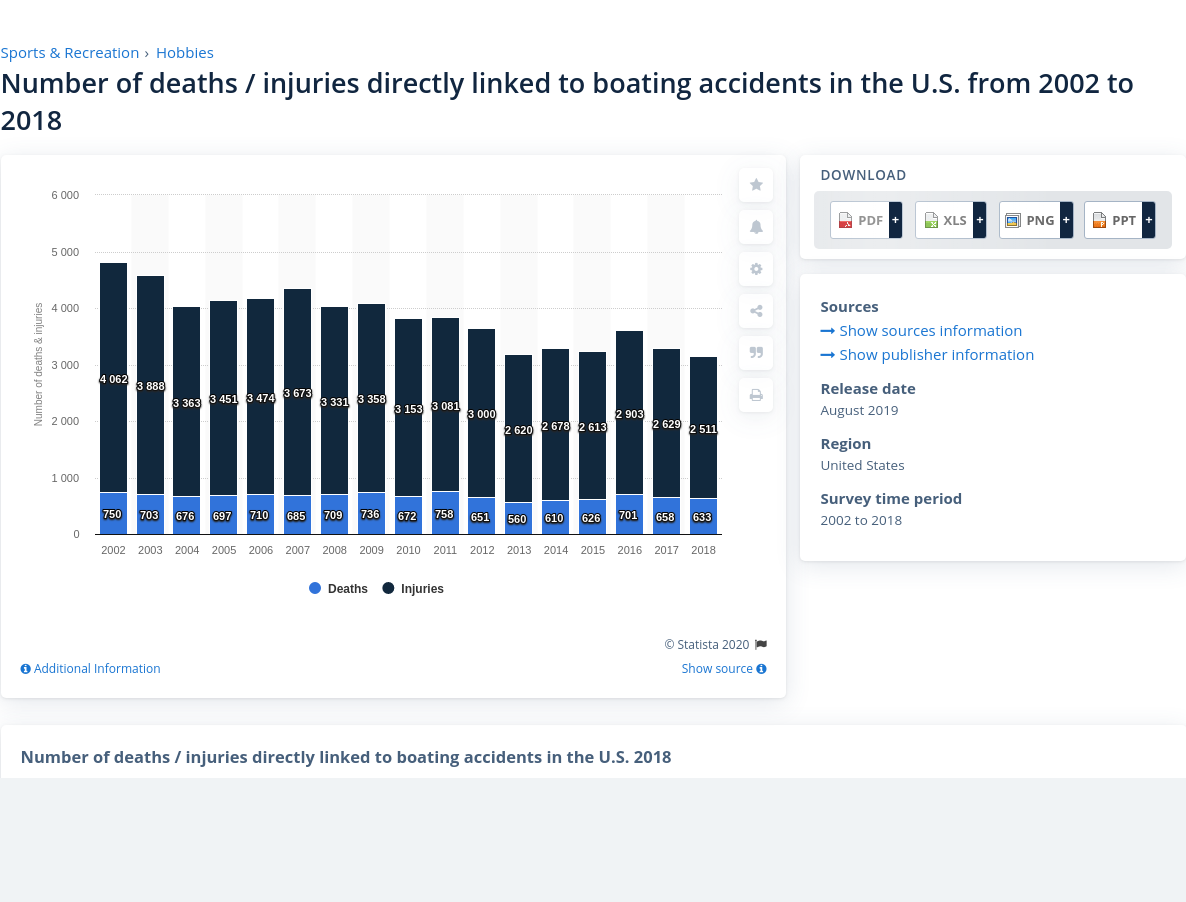 Sports & Recreation › Hobbies
Number of deaths / injuries directly linked to boating accidents in the U.S. from 2002 to
2018
6 000
5 000
4 000
3 000
2 000
1 000
0
Number of deaths & injuries
4 062 3 888 3 363 3 451 3 474 3 673 3 331 3 358 3 153 3 081 3 000 2 620 2 678 2 613 2 903 2 629 2 511
750 703 676 697 710 685 709 736 672 758 651 560 610 626 701 658 633
2002 2003 2004 2005 2006 2007 2008 2009 2010 2011 2012 2013 2014 2015 2016 2017 2018
Deaths Injuries
© Statista 2020
Additional Information
Show source
DOWNLOAD
PDF + XLS + PNG + PPT +
Sources
Show sources information
Show publisher information
Release date
August 2019
Region
United States
Survey time period
2002 to 2018
Number of deaths / injuries directly linked to boating accidents in the U.S. 2018